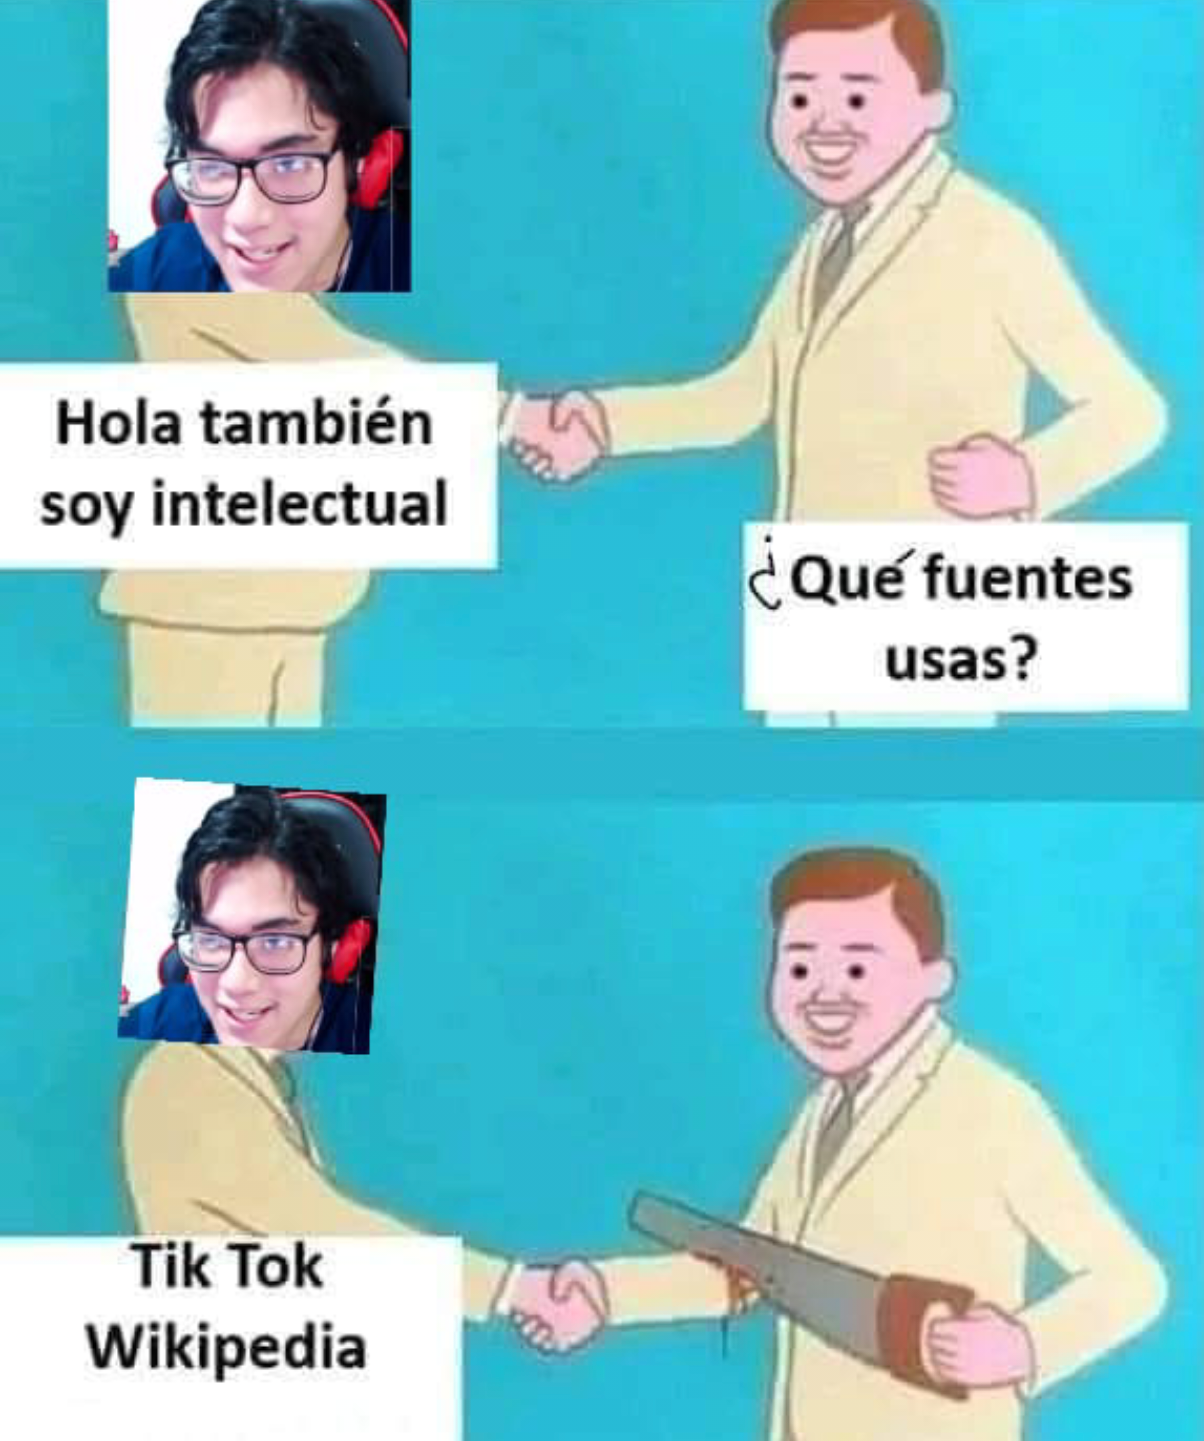 Hola también
soy intelectual
¿Qué fuentes
usas?
Tik Tok
Wikipedia